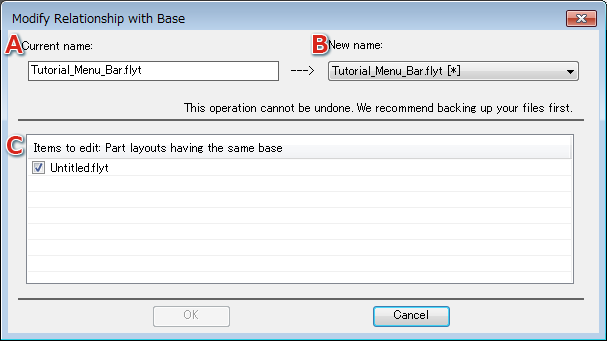 Modify Relationship with Base
A Current name: B New name:
Tutorial_Menu_Bar.flyt ---> Tutorial_Menu_Bar.flyt [*]
This operation cannot be undone. We recommend backing up your files first.
C Items to edit: Part layouts having the same base
Untitled.flyt
OK Cancel